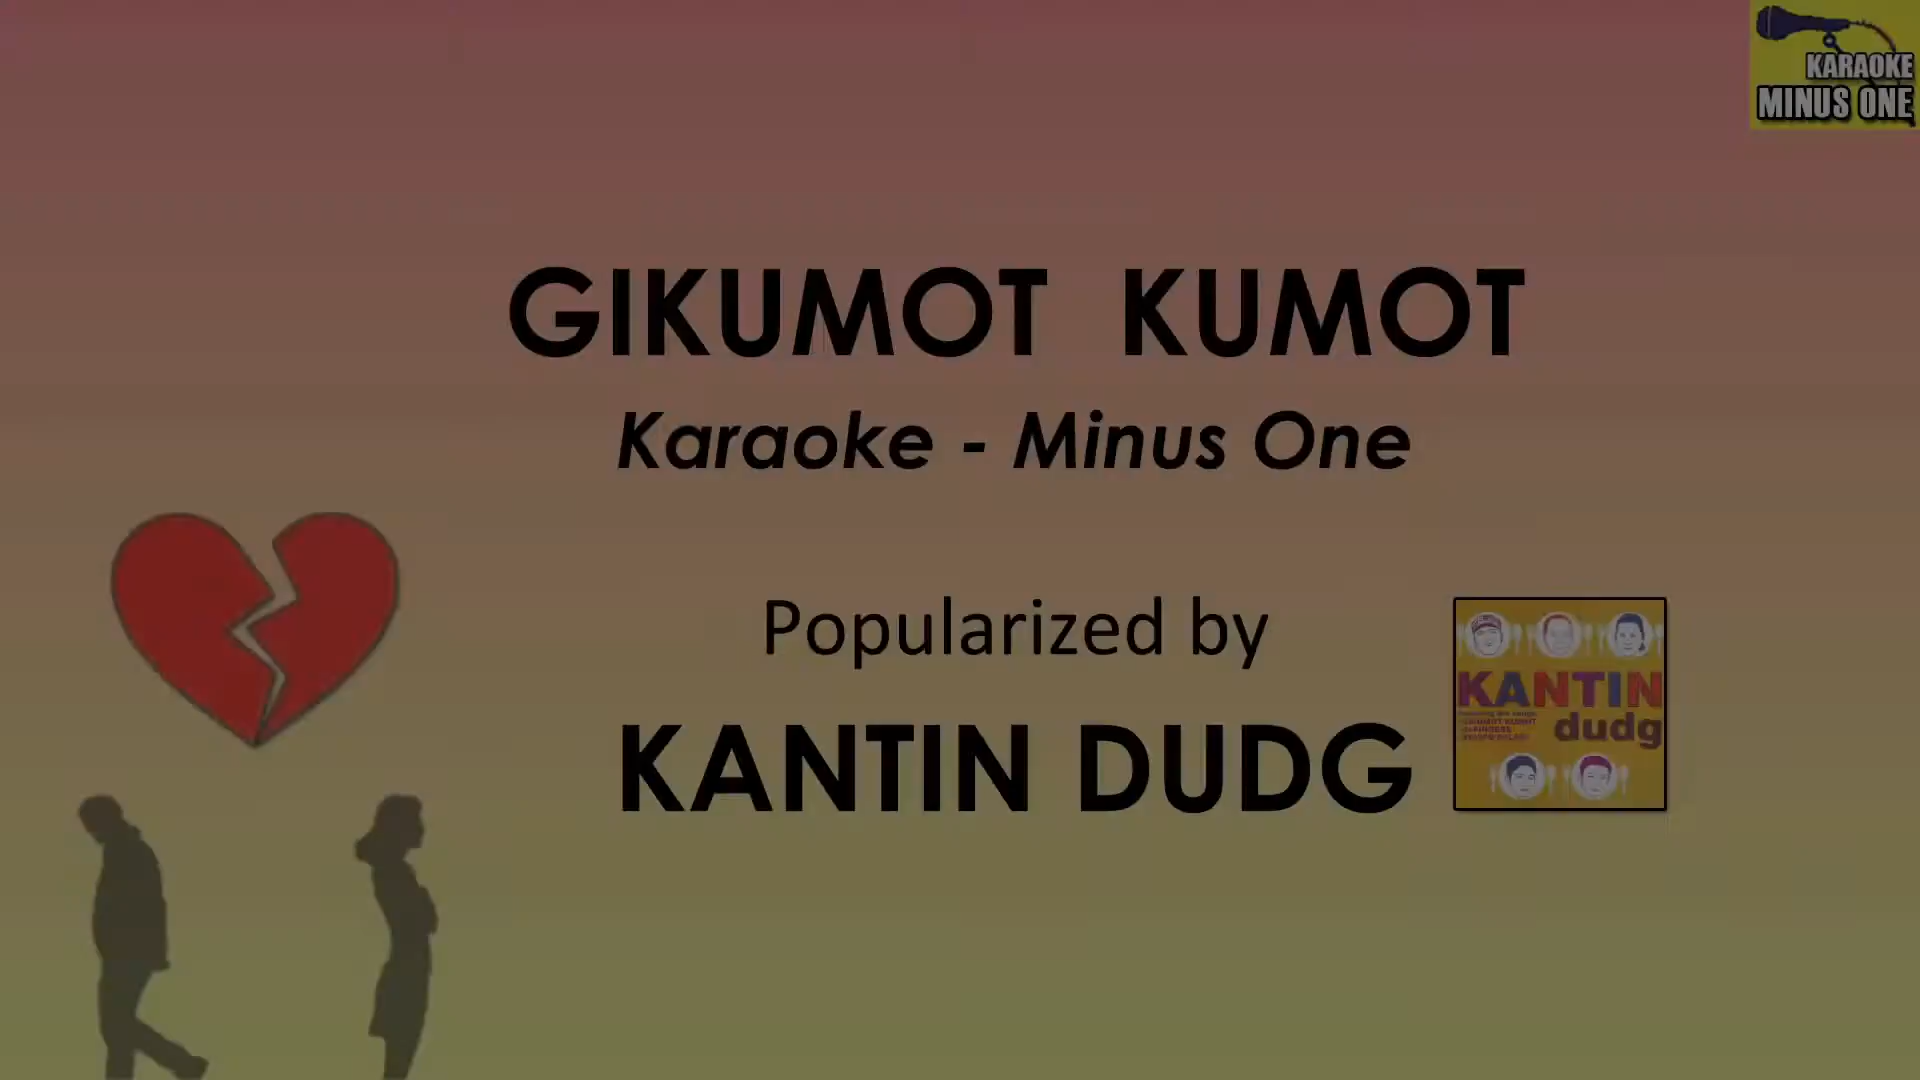 KARAOKE
MINUS ONE
GIKUMOT KUMOT
Karaoke - Minus One
Popularized by
KANTIN DUDG
KANTIN
dudg